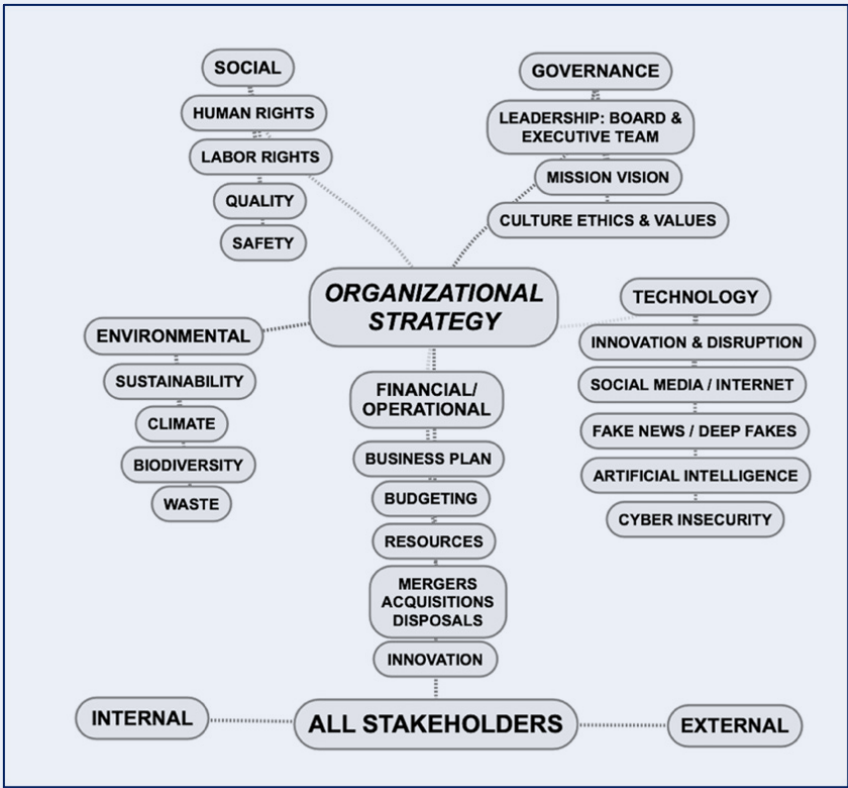 SOCIAL
HUMAN RIGHTS
LABOR RIGHTS
QUALITY
SAFETY
GOVERNANCE
LEADERSHIP: BOARD &
EXECUTIVE TEAM
MISSION VISION
CULTURE ETHICS & VALUES
ORGANIZATIONAL
STRATEGY
ENVIRONMENTAL
SUSTAINABILITY
CLIMATE
BIODIVERSITY
WASTE
FINANCIAL/
OPERATIONAL
BUSINESS PLAN
BUDGETING
RESOURCES
MERGERS
ACQUISITIONS
DISPOSALS
INNOVATION
TECHNOLOGY
INNOVATION & DISRUPTION
SOCIAL MEDIA / INTERNET
FAKE NEWS / DEEP FAKES
ARTIFICIAL INTELLIGENCE
CYBER INSECURITY
INTERNAL
ALL STAKEHOLDERS
EXTERNAL